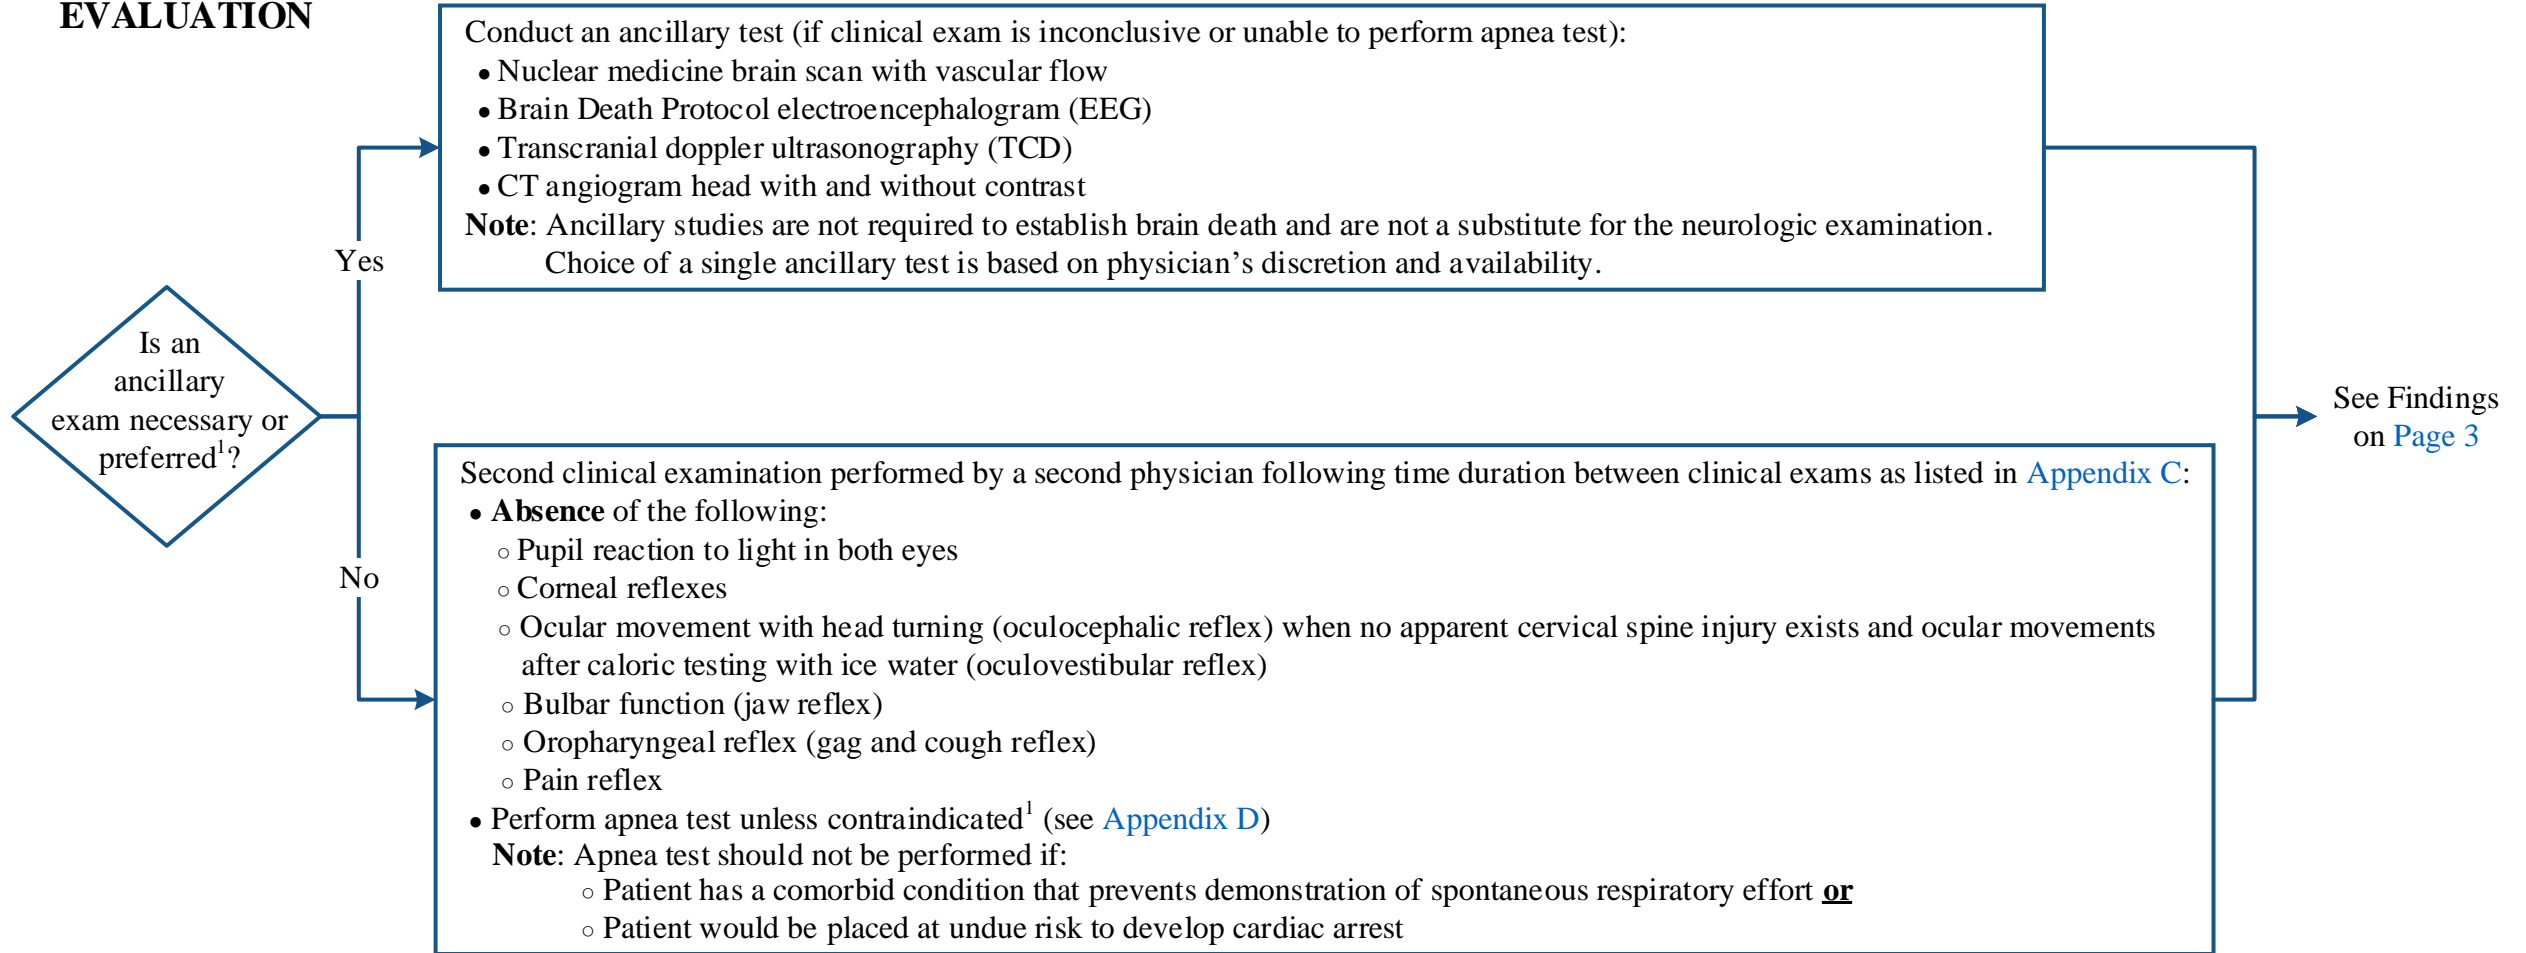 EVALUATION
Conduct an ancillary test (if clinical exam is inconclusive or unable to perform apnea test):
● Nuclear medicine brain scan with vascular flow
● Brain Death Protocol electroencephalogram (EEG)
● Transcranial doppler ultrasonography (TCD)
● CT angiogram head with and without contrast
Note: Ancillary studies are not required to establish brain death and are not a substitute for the neurologic examination.
Choice of a single ancillary test is based on physician’s discretion and availability.
Yes
Is an
ancillary
exam necessary or
preferred¹?
No
Second clinical examination performed by a second physician following time duration between clinical exams as listed in Appendix C:
● Absence of the following:
○ Pupil reaction to light in both eyes
○ Corneal reflexes
○ Ocular movement with head turning (oculocephalic reflex) when no apparent cervical spine injury exists and ocular movements
after caloric testing with ice water (oculovestibular reflex)
○ Bulbar function (jaw reflex)
○ Oropharyngeal reflex (gag and cough reflex)
○ Pain reflex
● Perform apnea test unless contraindicated¹ (see Appendix D)
Note: Apnea test should not be performed if:
○ Patient has a comorbid condition that prevents demonstration of spontaneous respiratory effort or
○ Patient would be placed at undue risk to develop cardiac arrest
See Findings
on Page 3